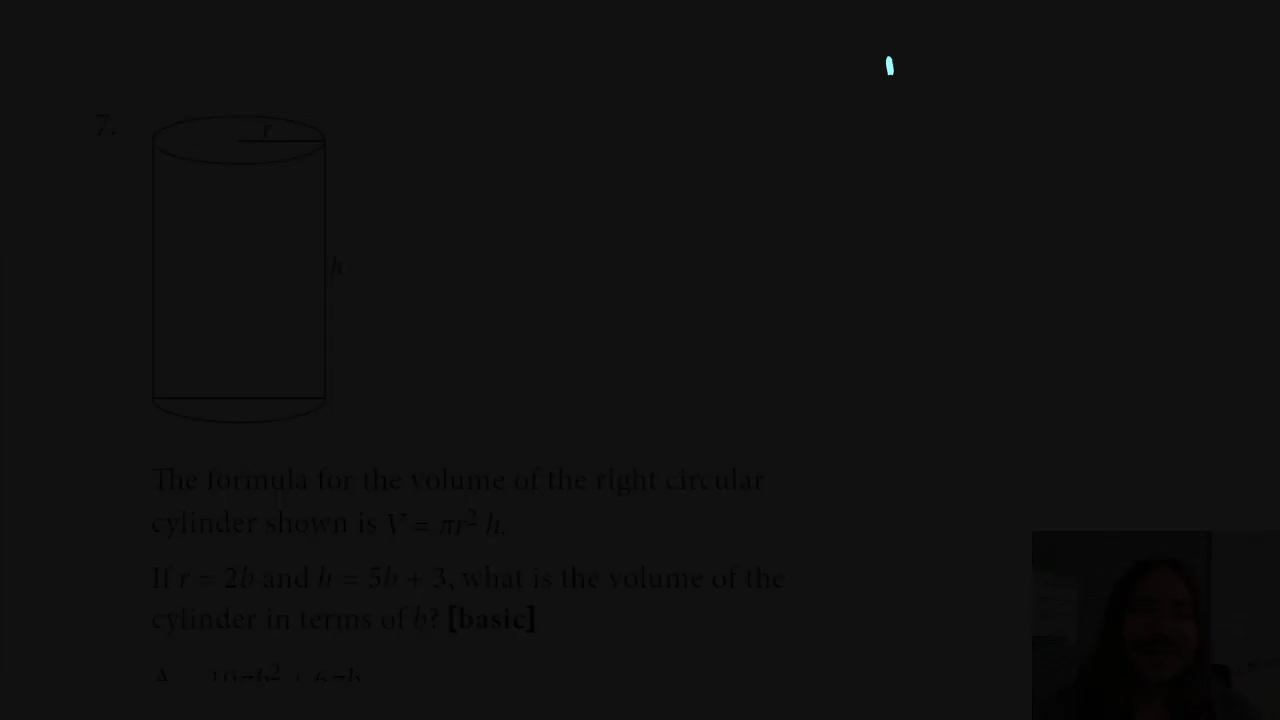 7.
r
h
The formula for the volume of the right circular
cylinder shown is V = πr² h.
If r = 2b and h = 5b + 3, what is the volume of the
cylinder in terms of b? [basic]